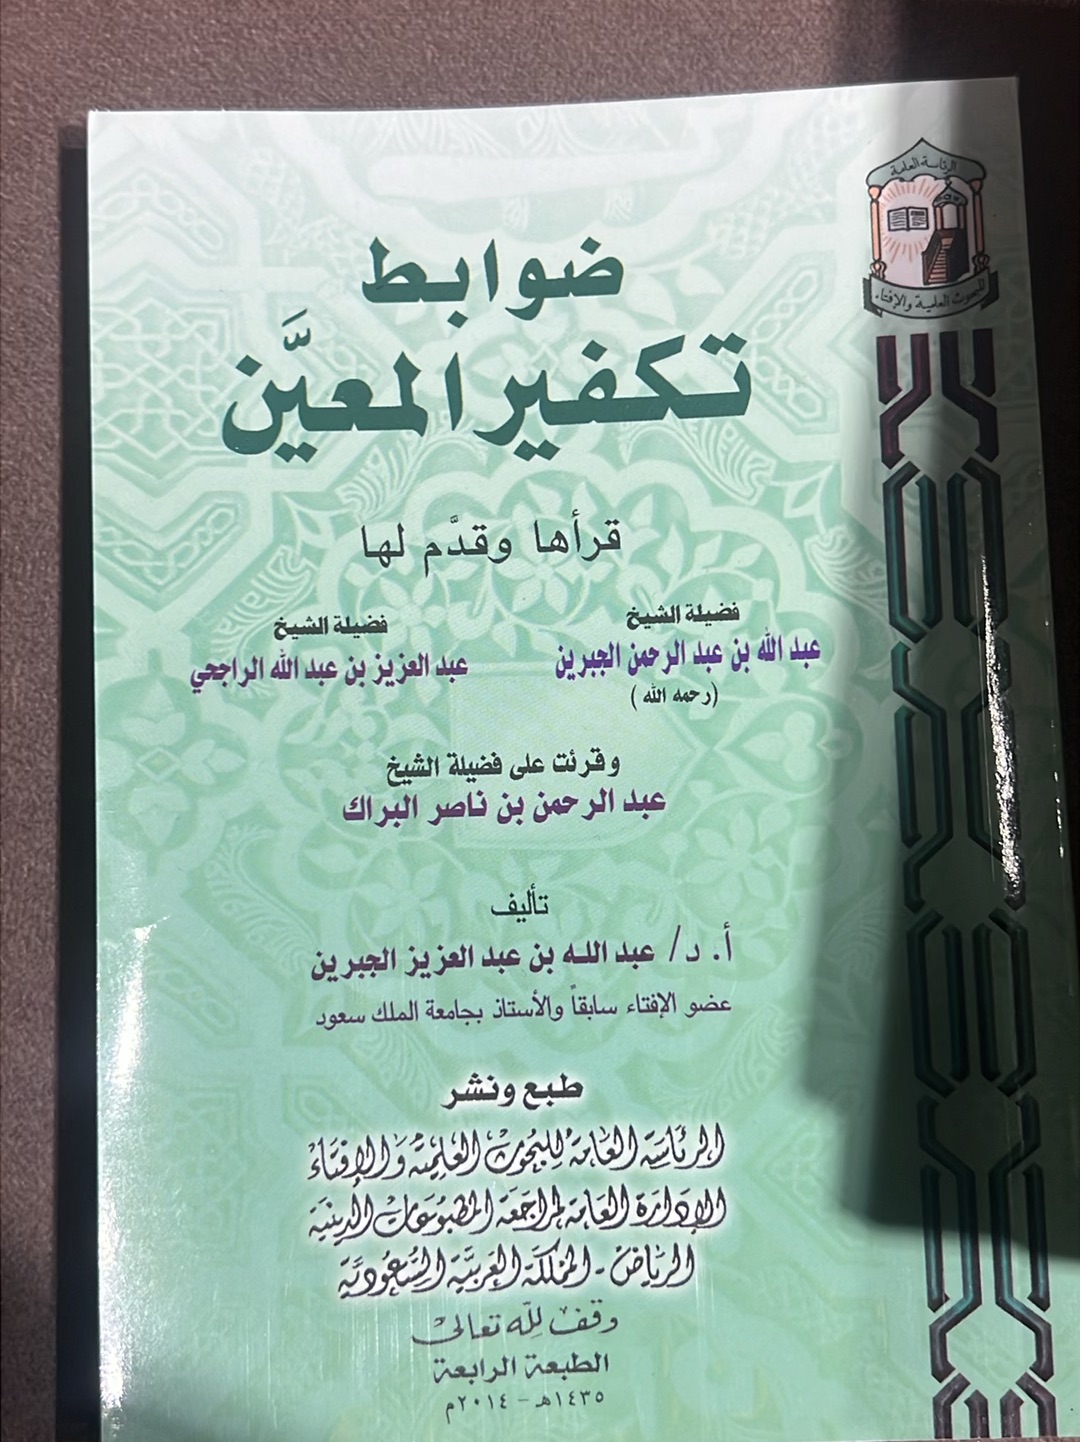 الرئاسة العامة
للبحوث العلمية والإفتاء
ضوابط
تكفير المعيَّن
قرأها وقدَّم لها
فضيلة الشيخ
عبد الله بن عبد الرحمن الجبرين
(رحمه الله)
فضيلة الشيخ
عبد العزيز بن عبد الله الراجحي
وقرئت على فضيلة الشيخ
عبد الرحمن بن ناصر البراك
تأليف
أ. د/ عبد الله بن عبد العزيز الجبرين
عضو الإفتاء سابقاً والأستاذ بجامعة الملك سعود
طبع ونشر
الرئاسة العامة للبحوث العلمية والإفتاء
الإدارة العامة لمراجعة المطبوعات الدينية
الرياض - المملكة العربية السعودية
وقف لله تعالى
الطبعة الرابعة
١٤٣٥هـ - ٢٠١٤م